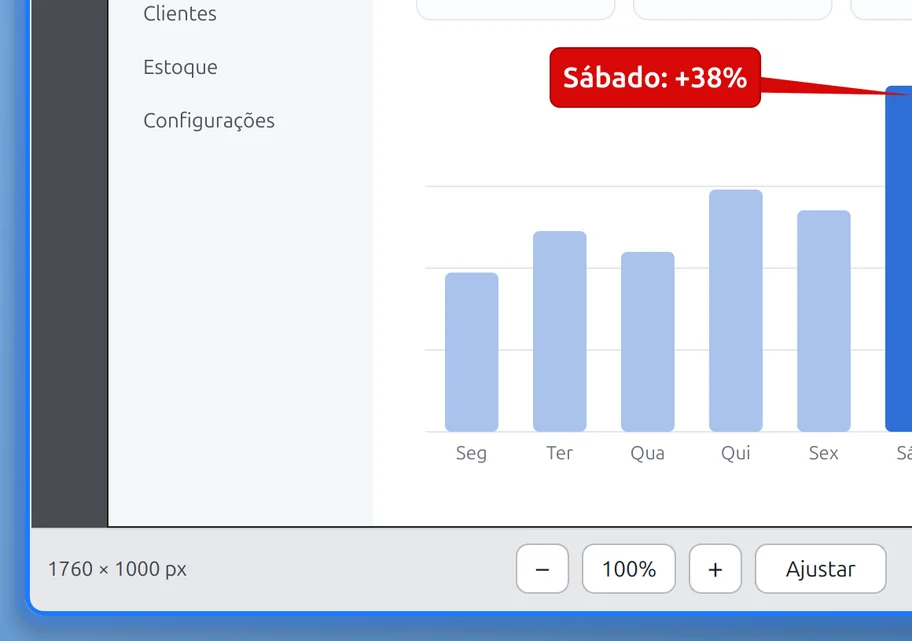 Clientes
Estoque
Configurações
Sábado: +38%
Seg Ter Qua Qui Sex
1760 × 1000 px
− 100% + Ajustar